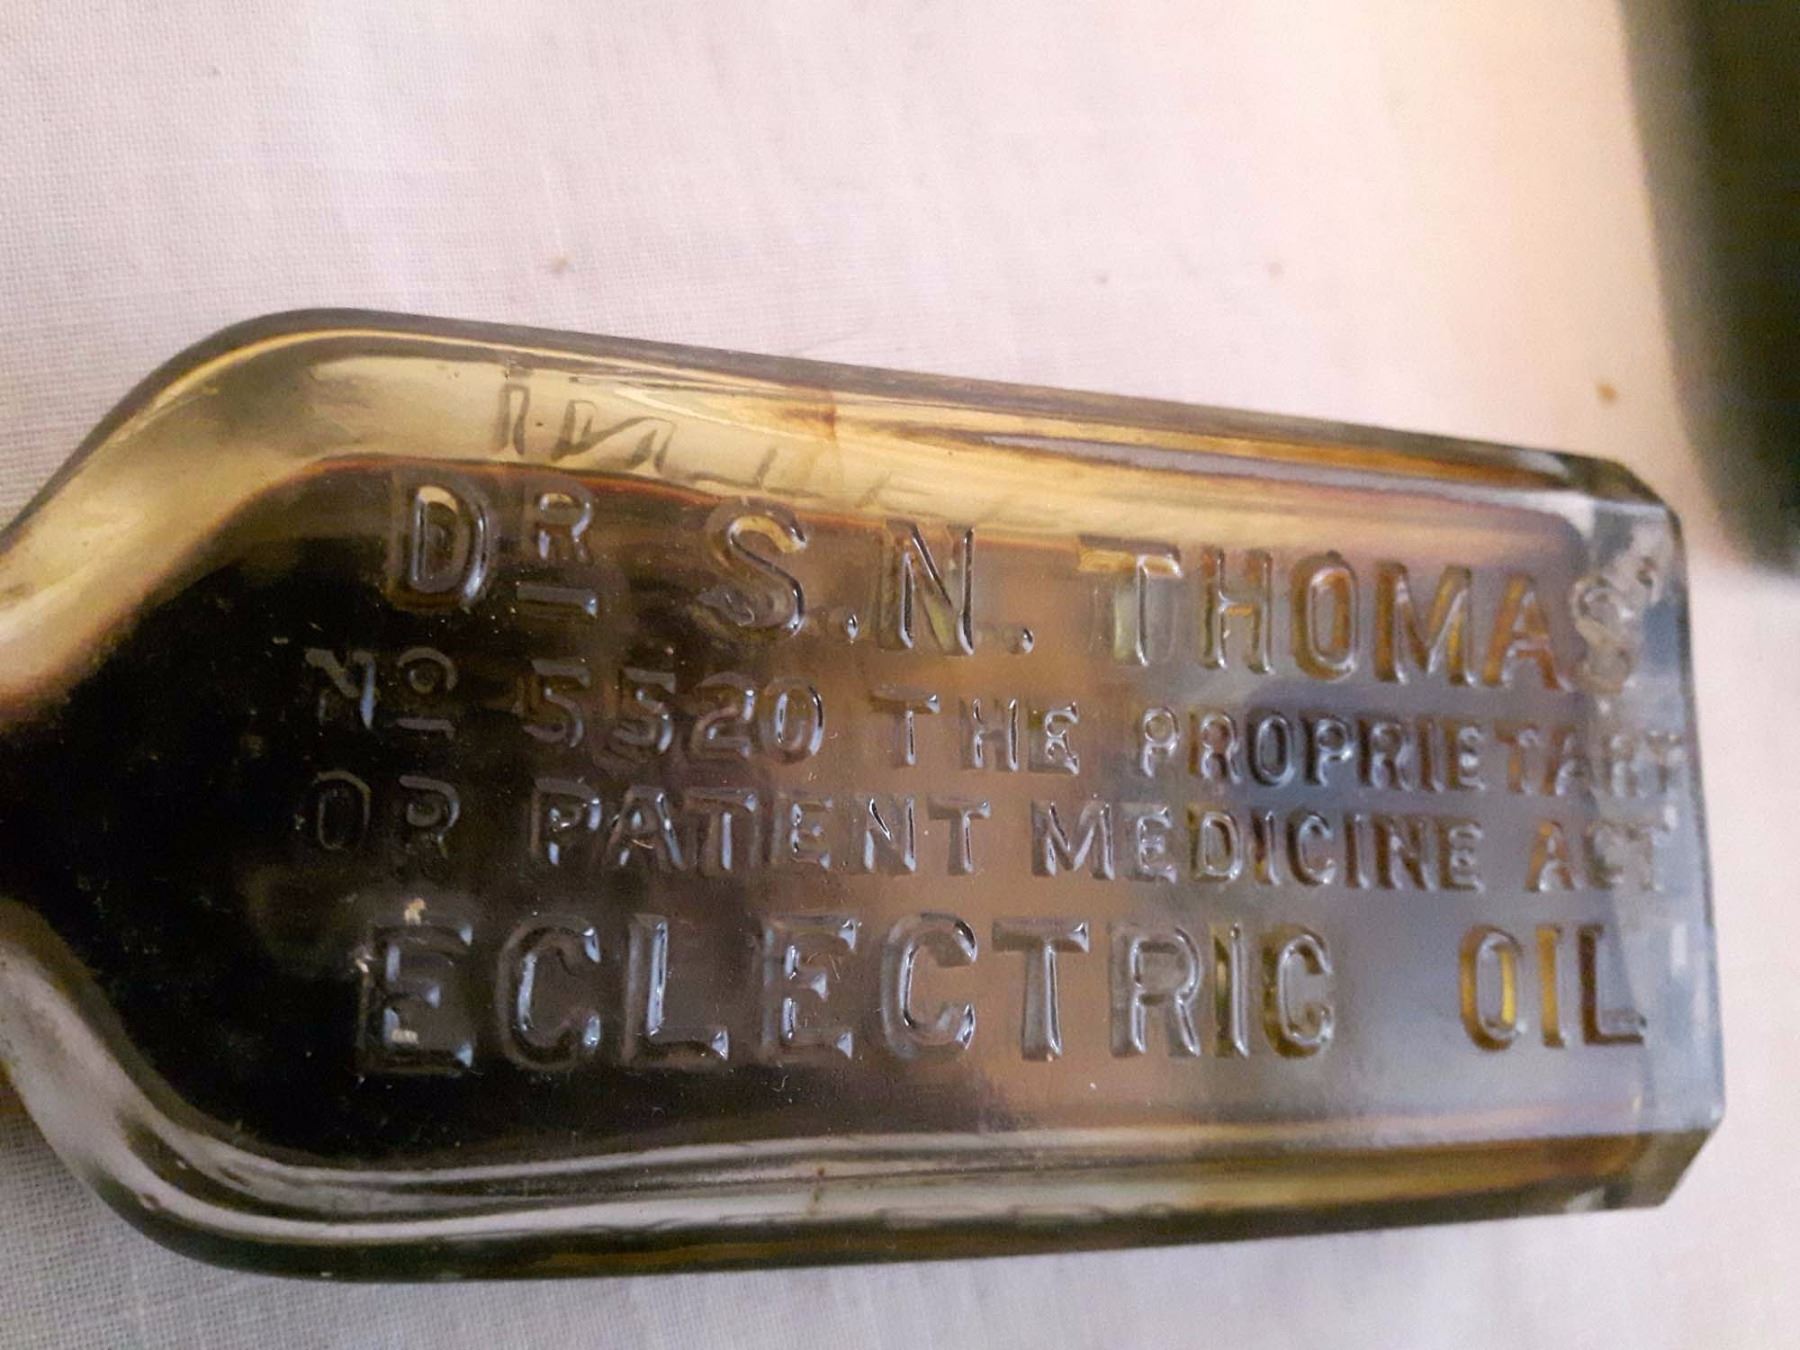 DR S.N. THOMAS'
No 5520 THE PROPRIETARY
OR PATENT MEDICINE ACT
ECLECTRIC OIL